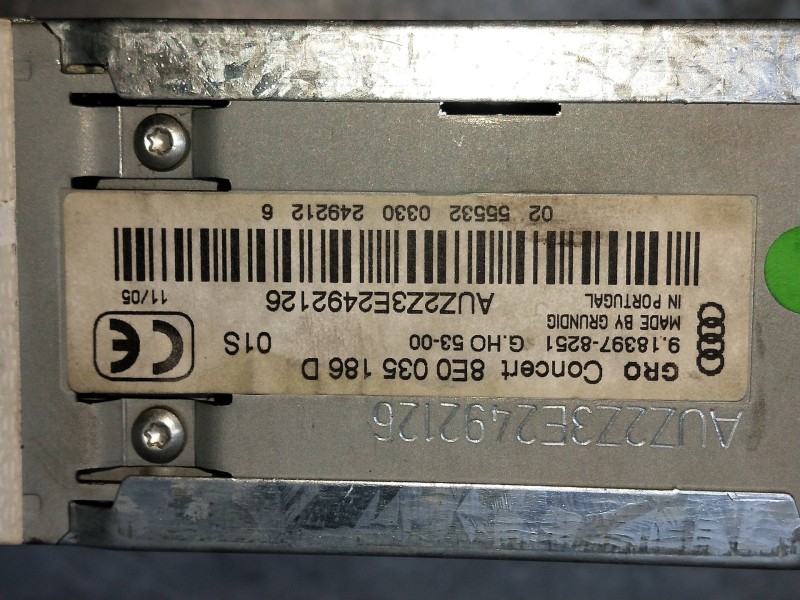 AUZ2Z3E2492126
GRO Concert 8E0 035 186 D
9.18397-8251 G.HO 53-00 01S
MADE BY GRUNDIG
IN PORTUGAL
AUZ2Z3E2492126 11/05
CE
02 55532 0330 249212 6